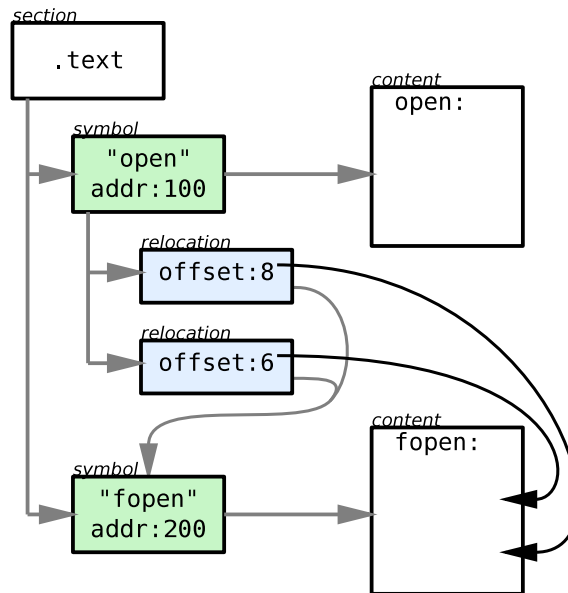 section
.text
content
open:
symbol
"open"
addr:100
relocation
offset:8
relocation
offset:6
content
fopen:
symbol
"fopen"
addr:200